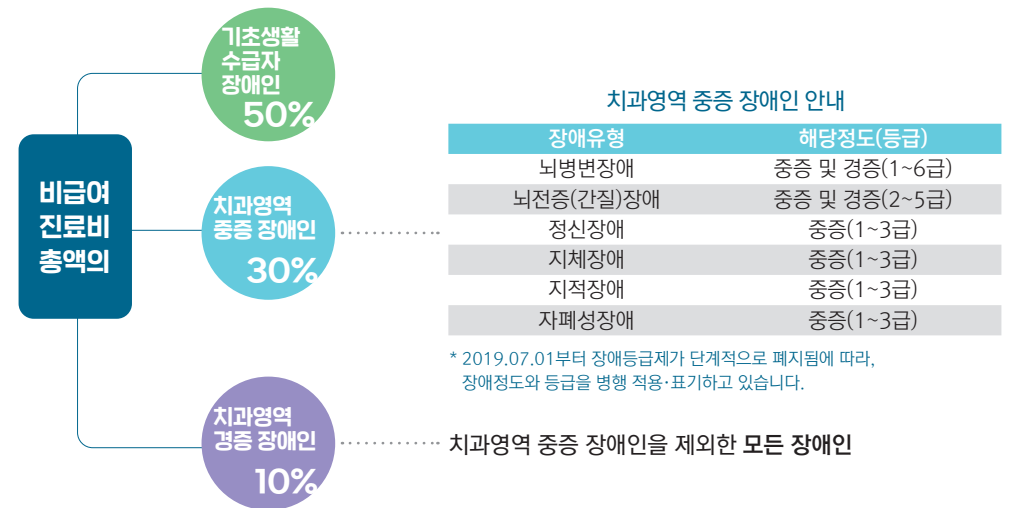 비급여
진료비
총액의
기초생활
수급자
장애인
50%
치과영역
중증 장애인
30%
치과영역 중증 장애인 안내
장애유형 해당정도(등급)
뇌병변장애 중증 및 경증(1~6급)
뇌전증(간질)장애 중증 및 경증(2~5급)
정신장애 중증(1~3급)
지체장애 중증(1~3급)
지적장애 중증(1~3급)
자폐성장애 중증(1~3급)
* 2019.07.01부터 장애등급제가 단계적으로 폐지됨에 따라,
장애정도와 등급을 병행 적용·표기하고 있습니다.
치과영역
경증 장애인
10%
치과영역 중증 장애인을 제외한 모든 장애인